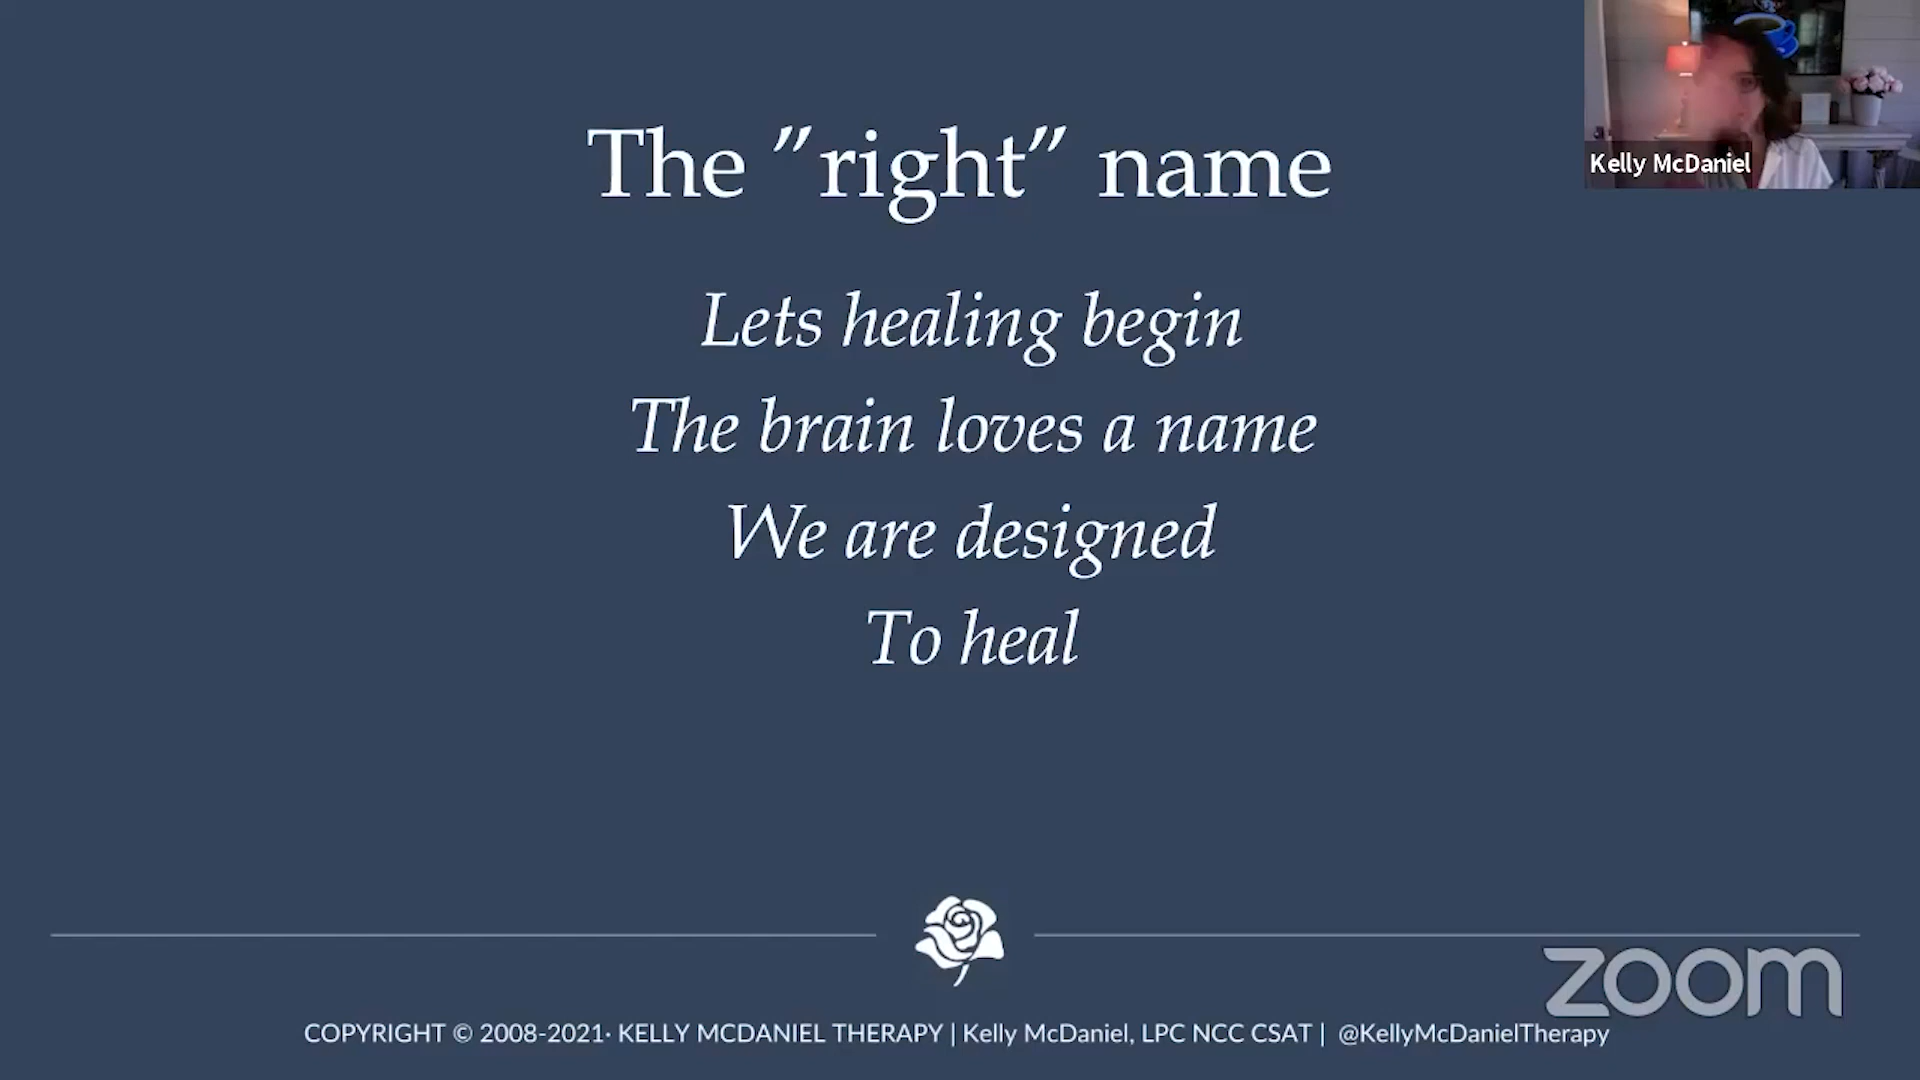 Kelly McDaniel
The ”right” name
Lets healing begin
The brain loves a name
We are designed
To heal
zoom
COPYRIGHT © 2008-2021· KELLY MCDANIEL THERAPY | Kelly McDaniel, LPC NCC CSAT | @KellyMcDanielTherapy